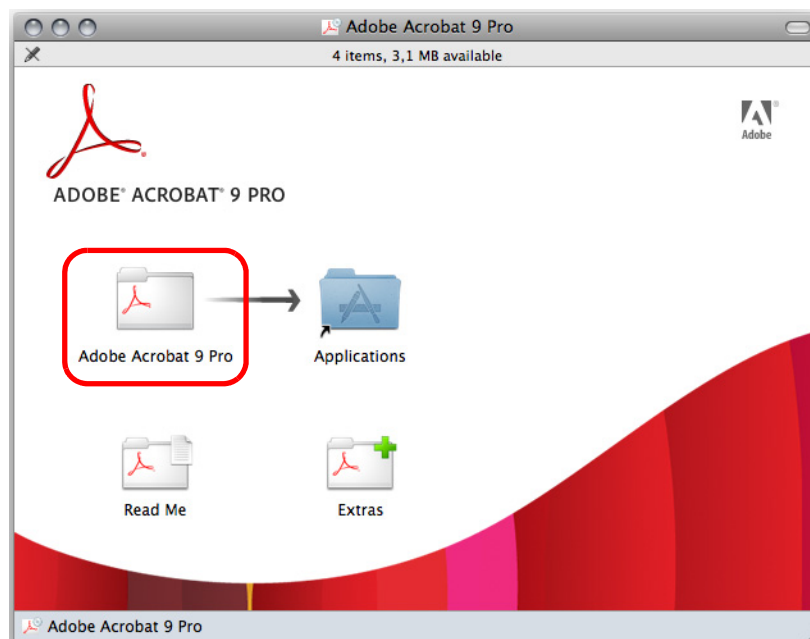 Adobe Acrobat 9 Pro
4 items, 3,1 MB available
Adobe
ADOBE® ACROBAT® 9 PRO
Adobe Acrobat 9 Pro
Applications
Read Me
Extras
Adobe Acrobat 9 Pro